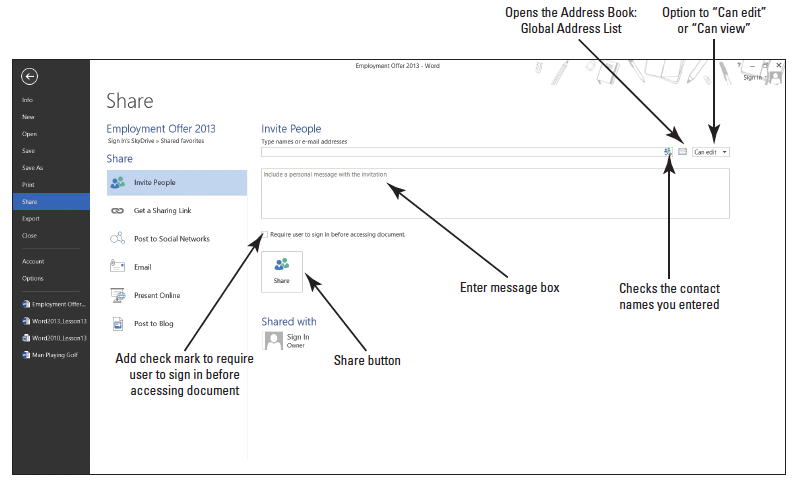 Opens the Address Book:
Global Address List
Option to “Can edit”
or “Can view”
Employment Offer 2013 - Word
?
Sign In
Info
New
Open
Save
Save As
Print
Share
Export
Close
Account
Options
Employment Offer...
Word2013_Lesson13
Word2010_Lesson13
Man Playing Golf
Share
Employment Offer 2013
Sign In's SkyDrive » Shared favorites
Share
Invite People
Get a Sharing Link
Post to Social Networks
Email
Present Online
Post to Blog
Invite People
Type names or e-mail addresses
Can edit
Include a personal message with the invitation
Require user to sign in before accessing document.
Share
Shared with
Sign In
Owner
Enter message box
Checks the contact
names you entered
Add check mark to require
user to sign in before
accessing document
Share button